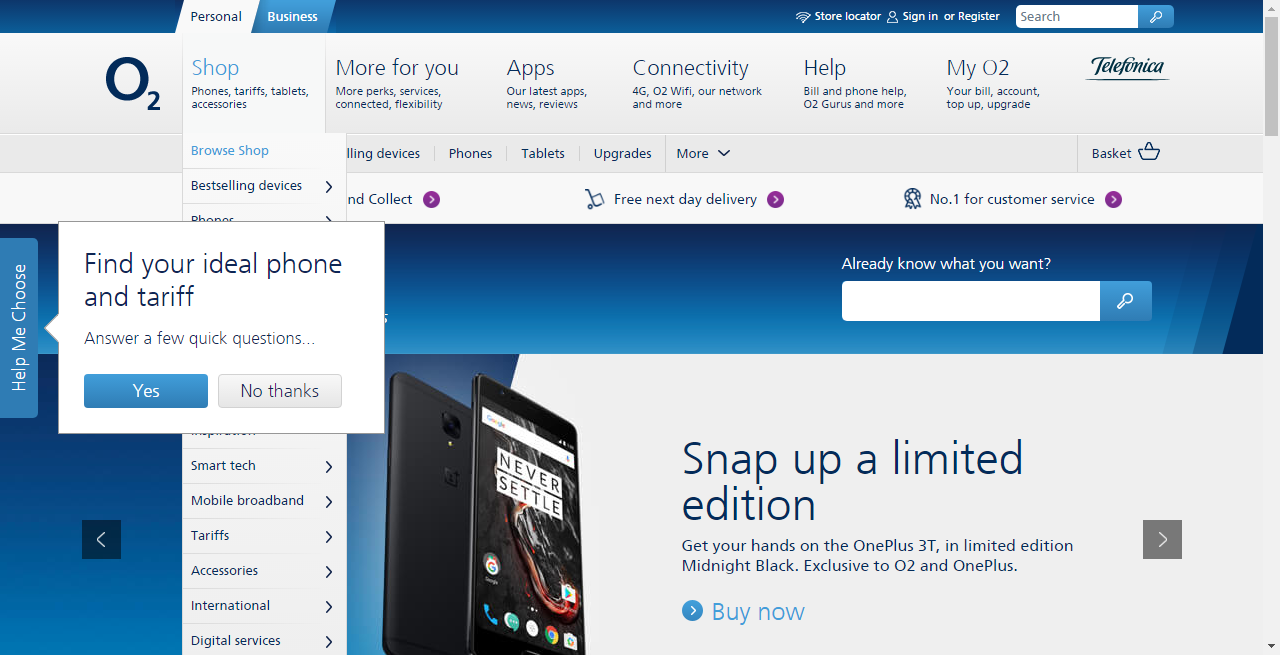 Personal
Business
Store locator
Sign in or Register
Search
O2
Shop
Phones, tariffs, tablets,
accessories
More for you
More perks, services,
connected, flexibility
Apps
Our latest apps,
news, reviews
Connectivity
4G, O2 Wifi, our network
and more
Help
Bill and phone help,
O2 Gurus and more
My O2
Your bill, account,
top up, upgrade
Telefónica
Browse Shop
lling devices
Phones
Tablets
Upgrades
More
Basket
Bestselling devices
nd Collect
Free next day delivery
No.1 for customer service
Phones
Help Me Choose
Find your ideal phone
and tariff
Answer a few quick questions...
Yes
No thanks
Already know what you want?
Inspiration
Smart tech
Mobile broadband
Tariffs
Accessories
International
Digital services
Google
NEVER
SETTLE
Google
Snap up a limited
edition
Get your hands on the OnePlus 3T, in limited edition
Midnight Black. Exclusive to O2 and OnePlus.
Buy now